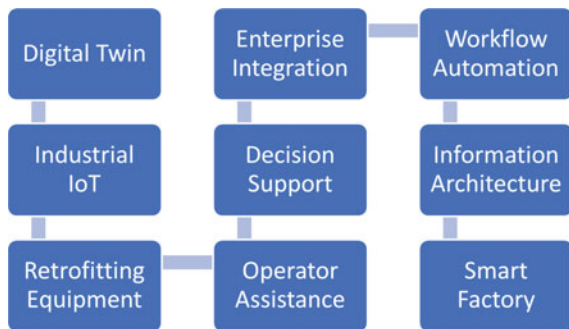 Digital Twin
Industrial
IoT
Retrofitting
Equipment
Operator
Assistance
Decision
Support
Enterprise
Integration
Workflow
Automation
Information
Architecture
Smart
Factory